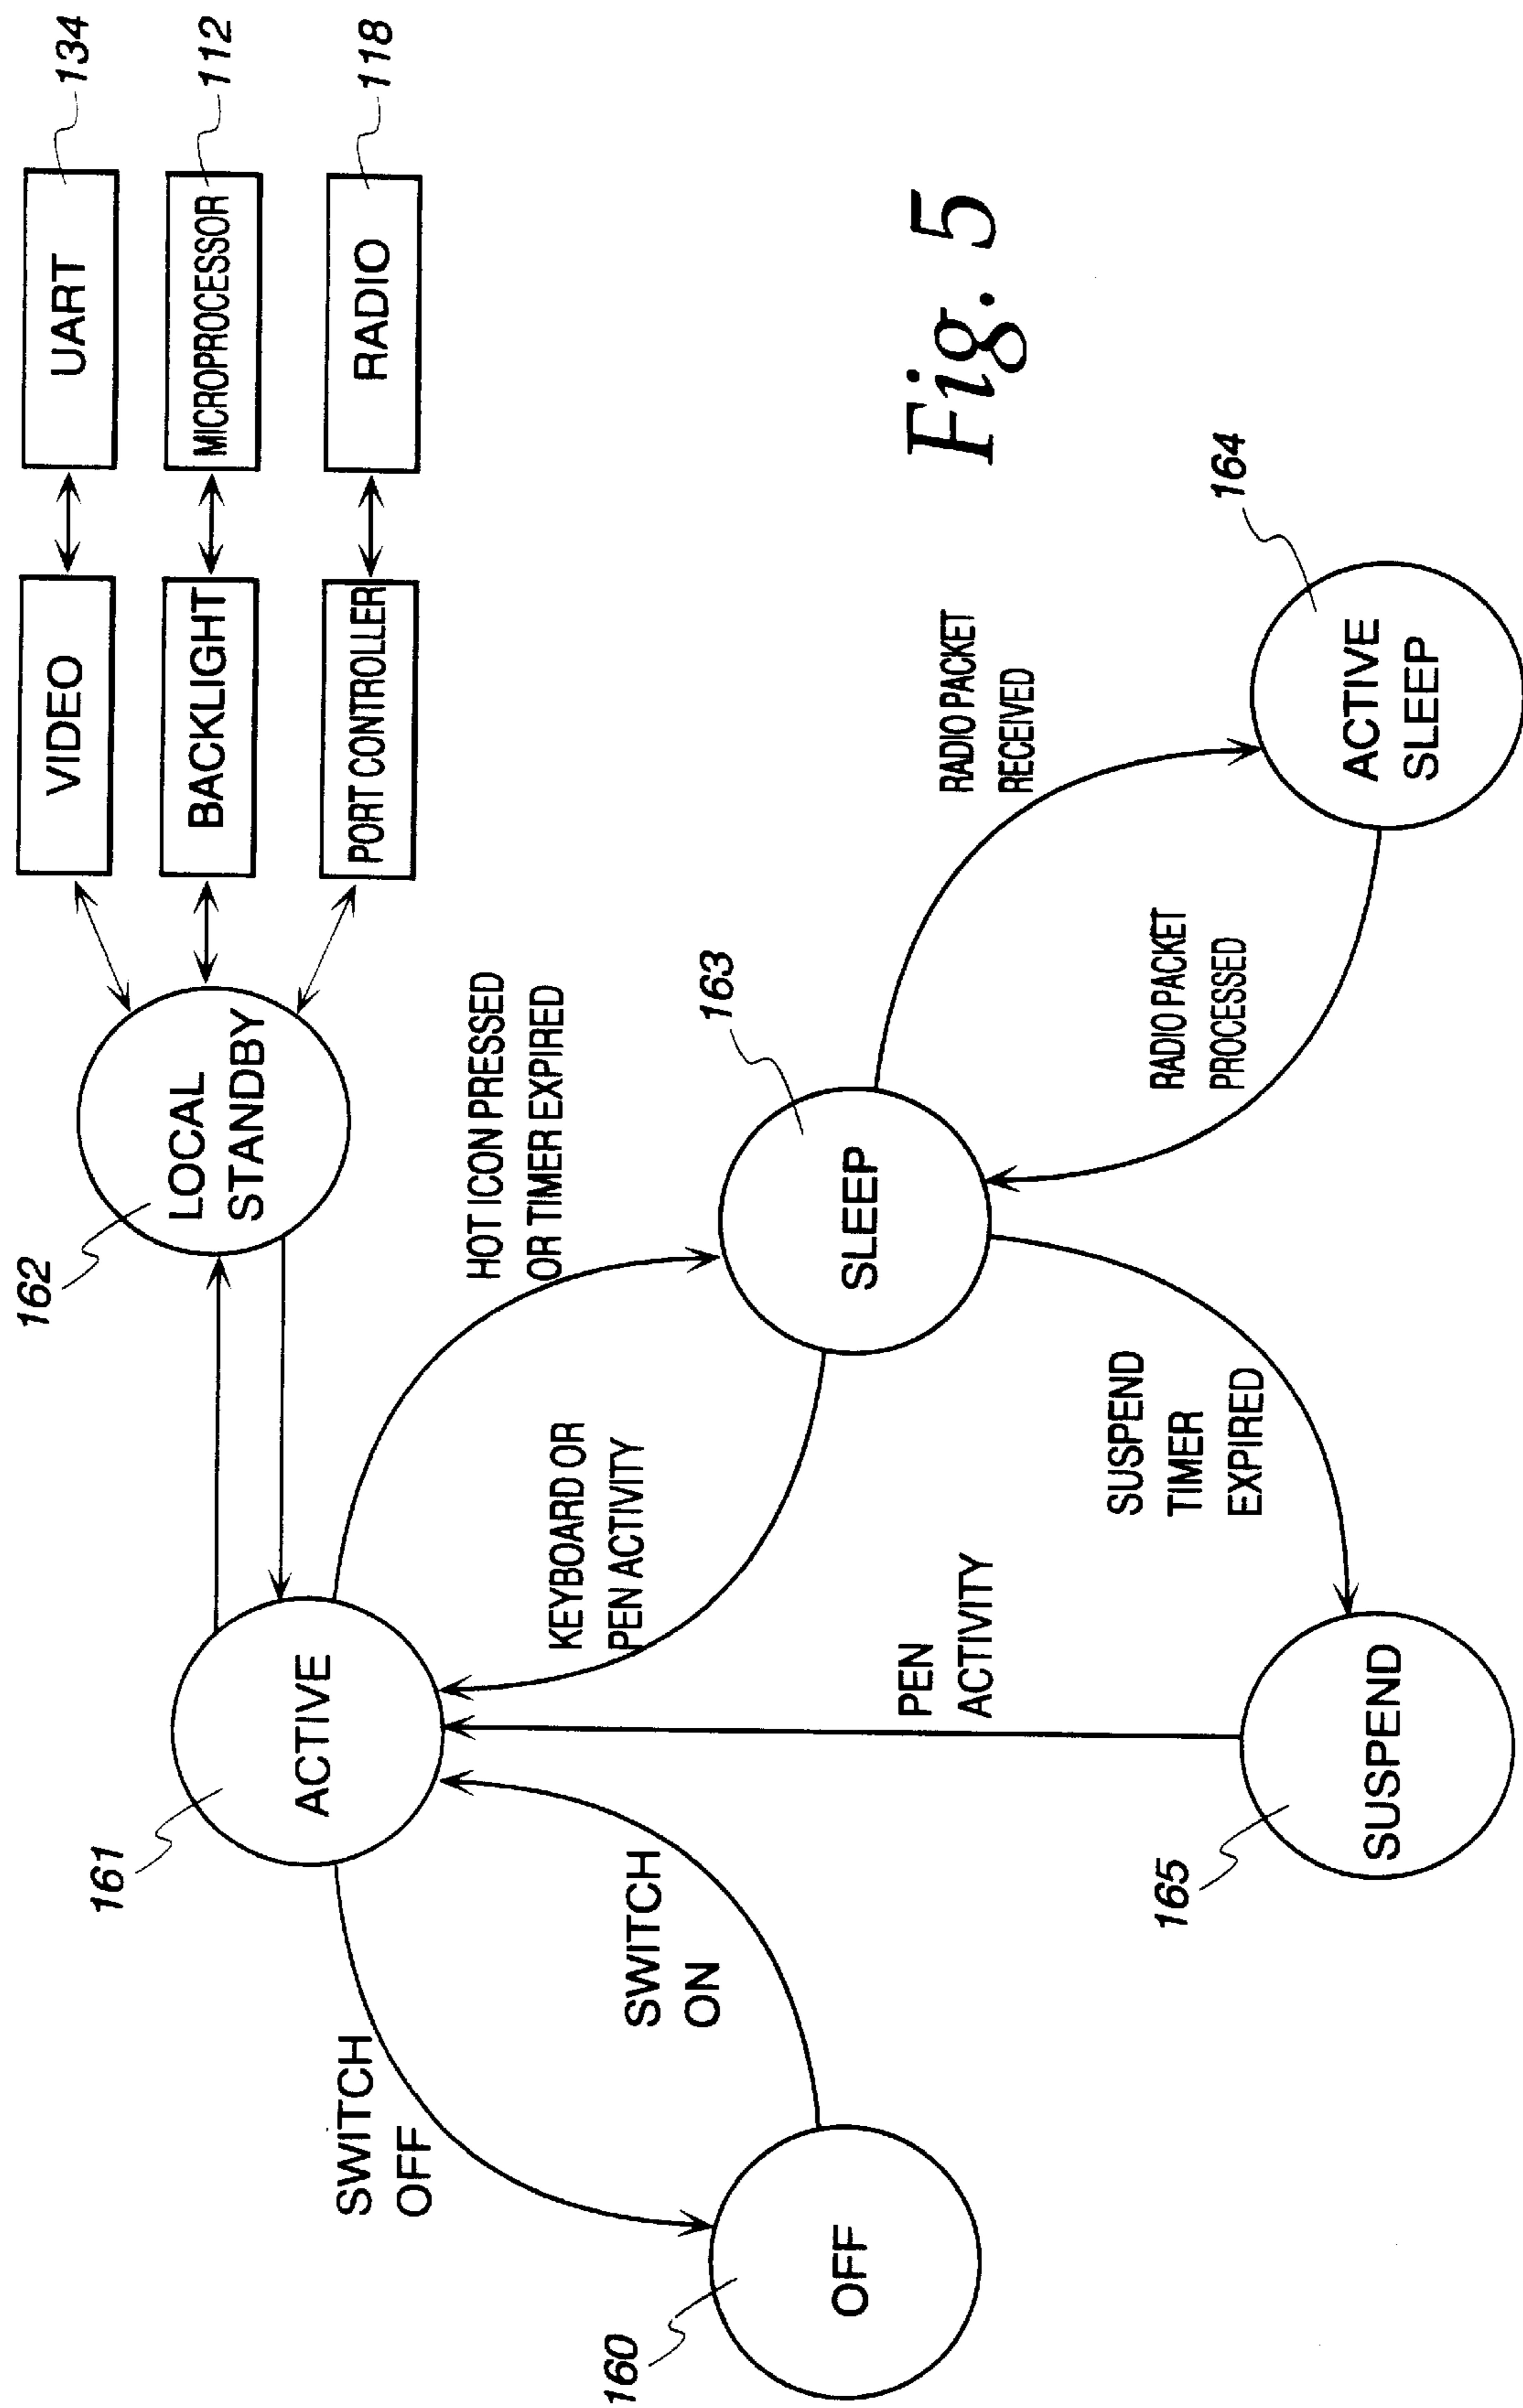 134
UART
VIDEO
112
MICROPROCESSOR
BACKLIGHT
118
RADIO
PORT CONTROLLER
162
LOCAL
STANDBY
161
ACTIVE
HOT ICON PRESSED
OR TIMER EXPIRED
KEYBOARD OR
PEN ACTIVITY
SWITCH
OFF
SWITCH
ON
160
OFF
163
SLEEP
RADIO PACKET
RECEIVED
RADIO PACKET
PROCESSED
164
ACTIVE
SLEEP
PEN
ACTIVITY
SUSPEND
TIMER
EXPIRED
165
SUSPEND
Fig. 5